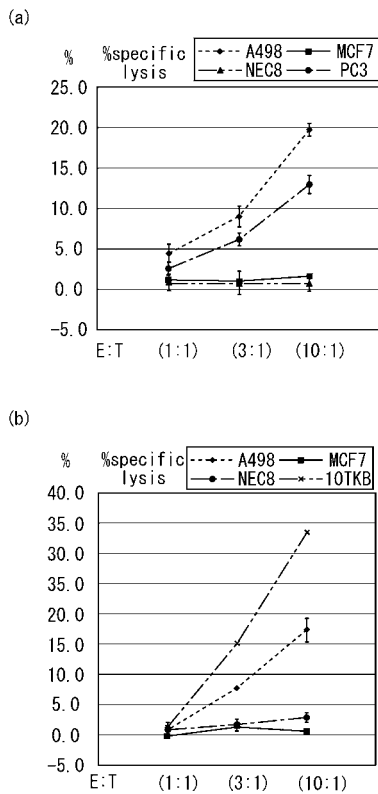 (a)
% %specific lysis
A498 MCF7
NEC8 PC3
25.0
20.0
15.0
10.0
5.0
0.0
-5.0
E:T (1:1) (3:1) (10:1)
(b)
% %specific lysis
A498 MCF7
NEC8 10TKB
40.0
35.0
30.0
25.0
20.0
15.0
10.0
5.0
0.0
-5.0
E:T (1:1) (3:1) (10:1)